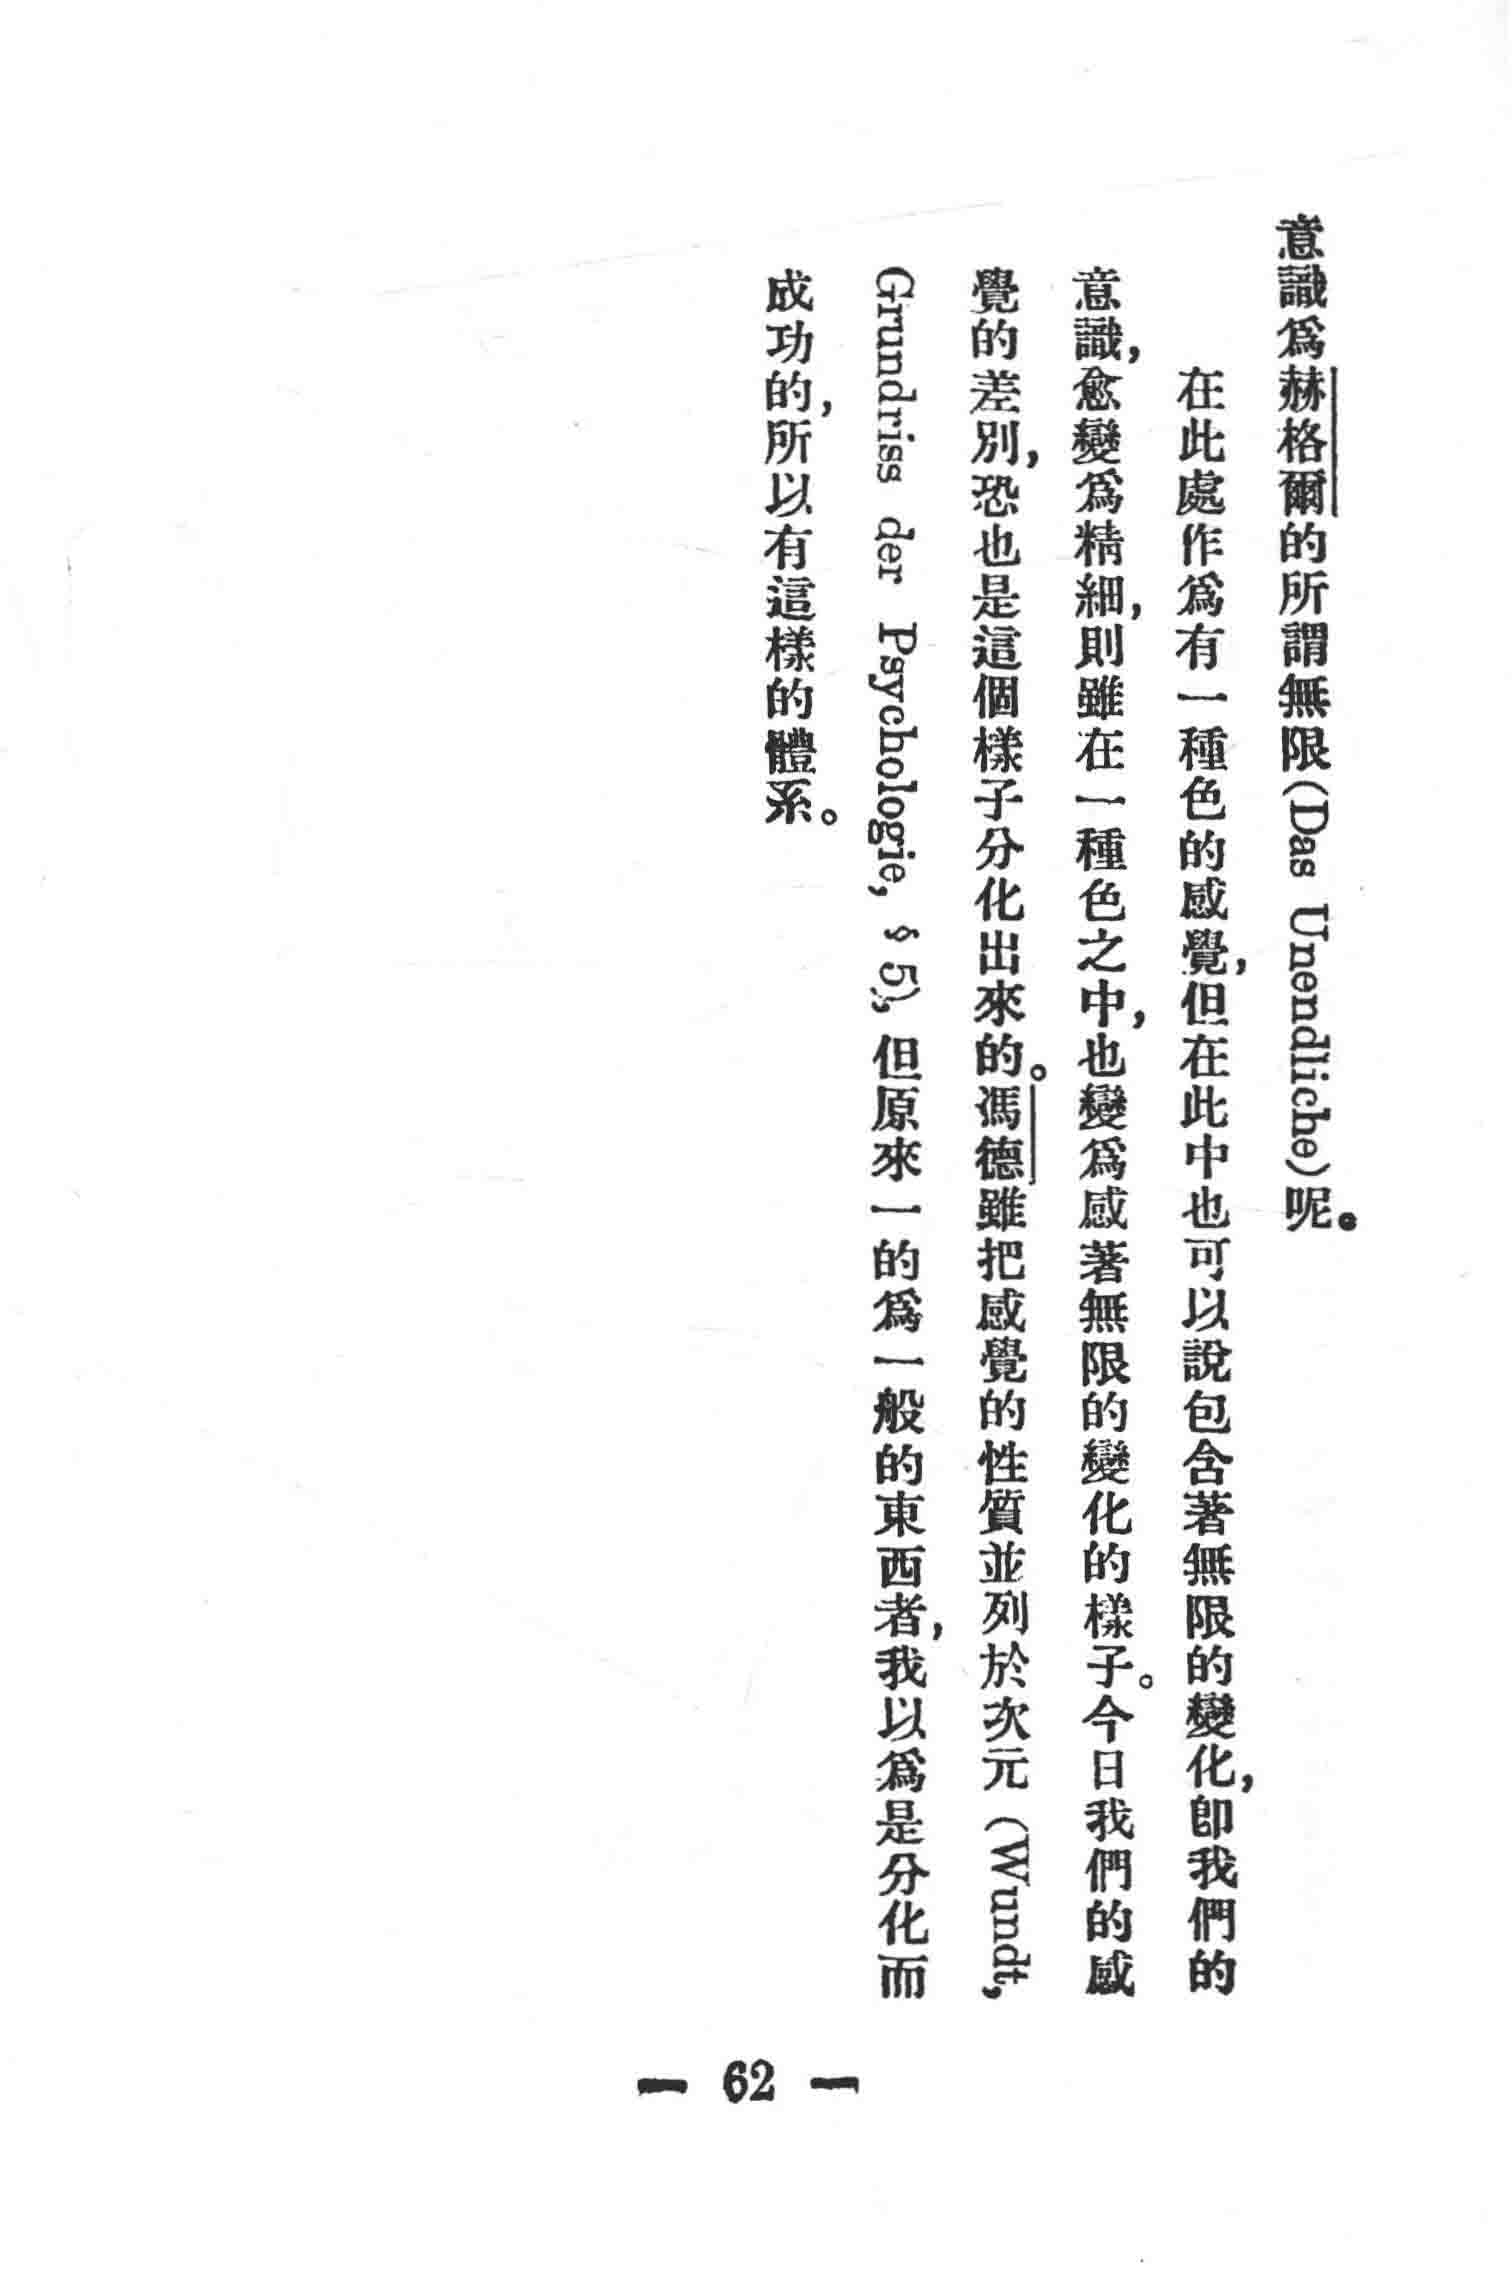 意識爲赫格爾的所謂無限(Das Unendliche)呢。
在此處作爲有一種色的感覺,但在此中也可以說包含著無限的變化,卽我們的
意識,愈變爲精細,則雖在一種色之中,也變爲感著無限的變化的樣子。今日我們的感
覺的差別,恐也是這個樣子分化出來的。馮德雖把感覺的性質並列於次元(Wundt,
Grundriss der Psychologie, §5),但原來一的爲一般的東西者,我以爲是分化而
成功的,所以有這樣的體系。
— 62 —